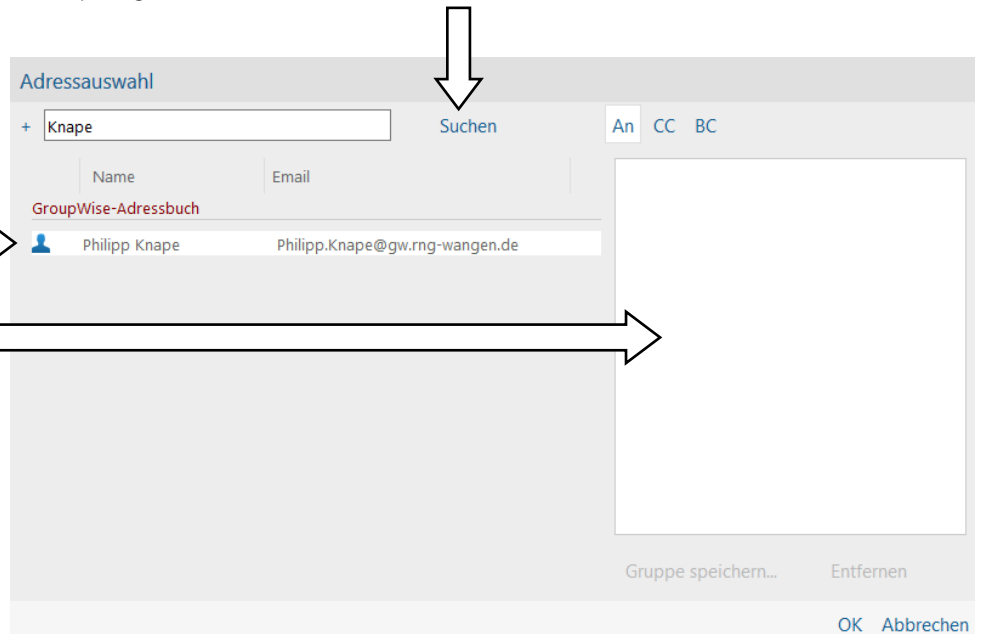 Adressauswahl
+ Knape Suchen An CC BC
Name Email
GroupWise-Adressbuch
Philipp Knape Philipp.Knape@gw.rng-wangen.de
Gruppe speichern... Entfernen
OK Abbrechen